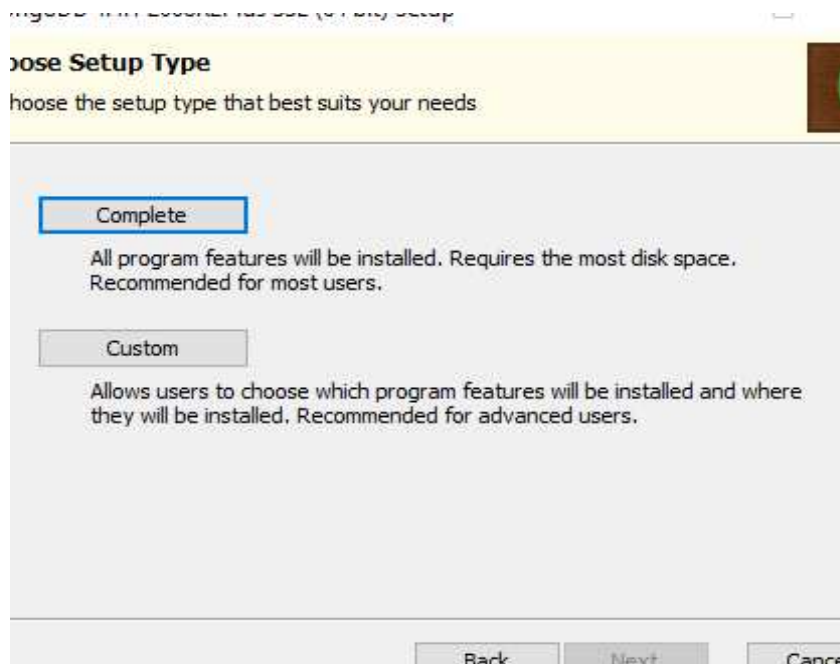 oose Setup Type
hoose the setup type that best suits your needs
Complete
All program features will be installed. Requires the most disk space.
Recommended for most users.
Custom
Allows users to choose which program features will be installed and where
they will be installed. Recommended for advanced users.
Back Next Cance